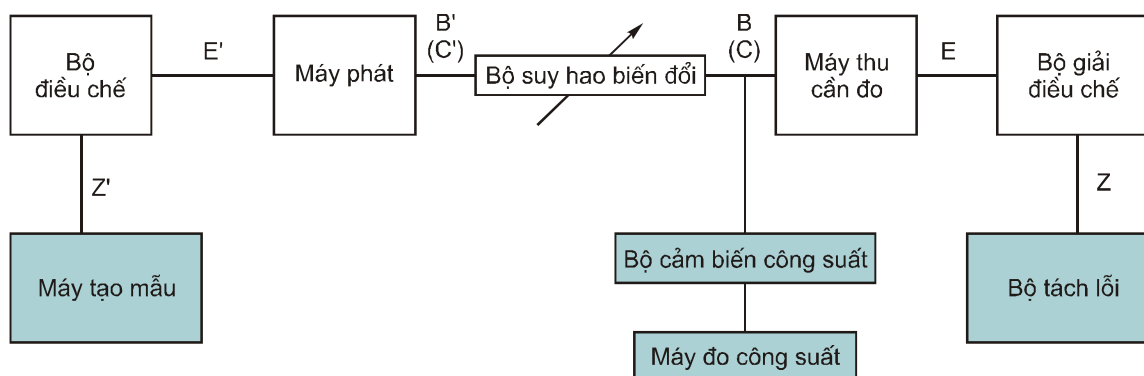 B'
B
(C')
(C)
Bộ
điều chế
E'
Máy phát
Bộ suy hao biến đổi
Máy thu
cần đo
E
Bộ giải
điều chế
Z'
Z
Máy tạo mẫu
Bộ cảm biến công suất
Bộ tách lỗi
Máy đo công suất